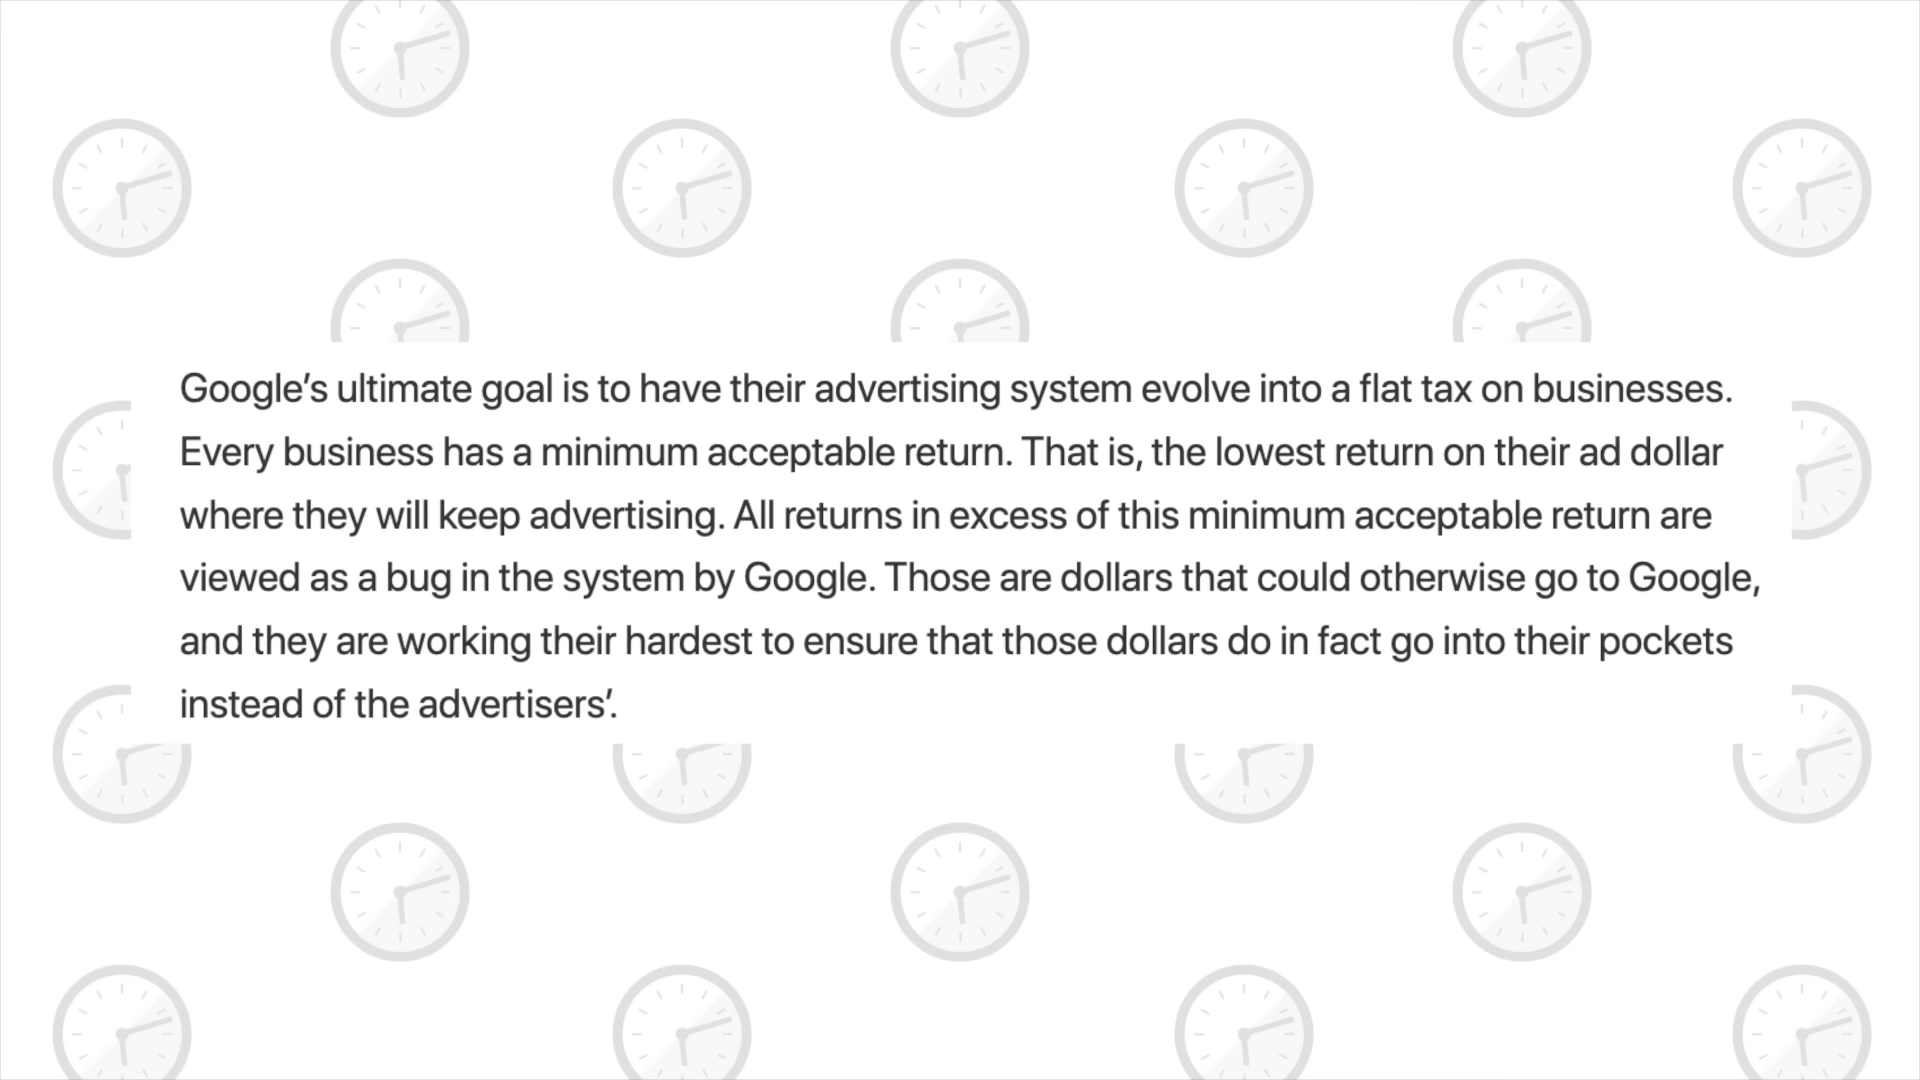 Google’s ultimate goal is to have their advertising system evolve into a flat tax on businesses.
Every business has a minimum acceptable return. That is, the lowest return on their ad dollar
where they will keep advertising. All returns in excess of this minimum acceptable return are
viewed as a bug in the system by Google. Those are dollars that could otherwise go to Google,
and they are working their hardest to ensure that those dollars do in fact go into their pockets
instead of the advertisers’.